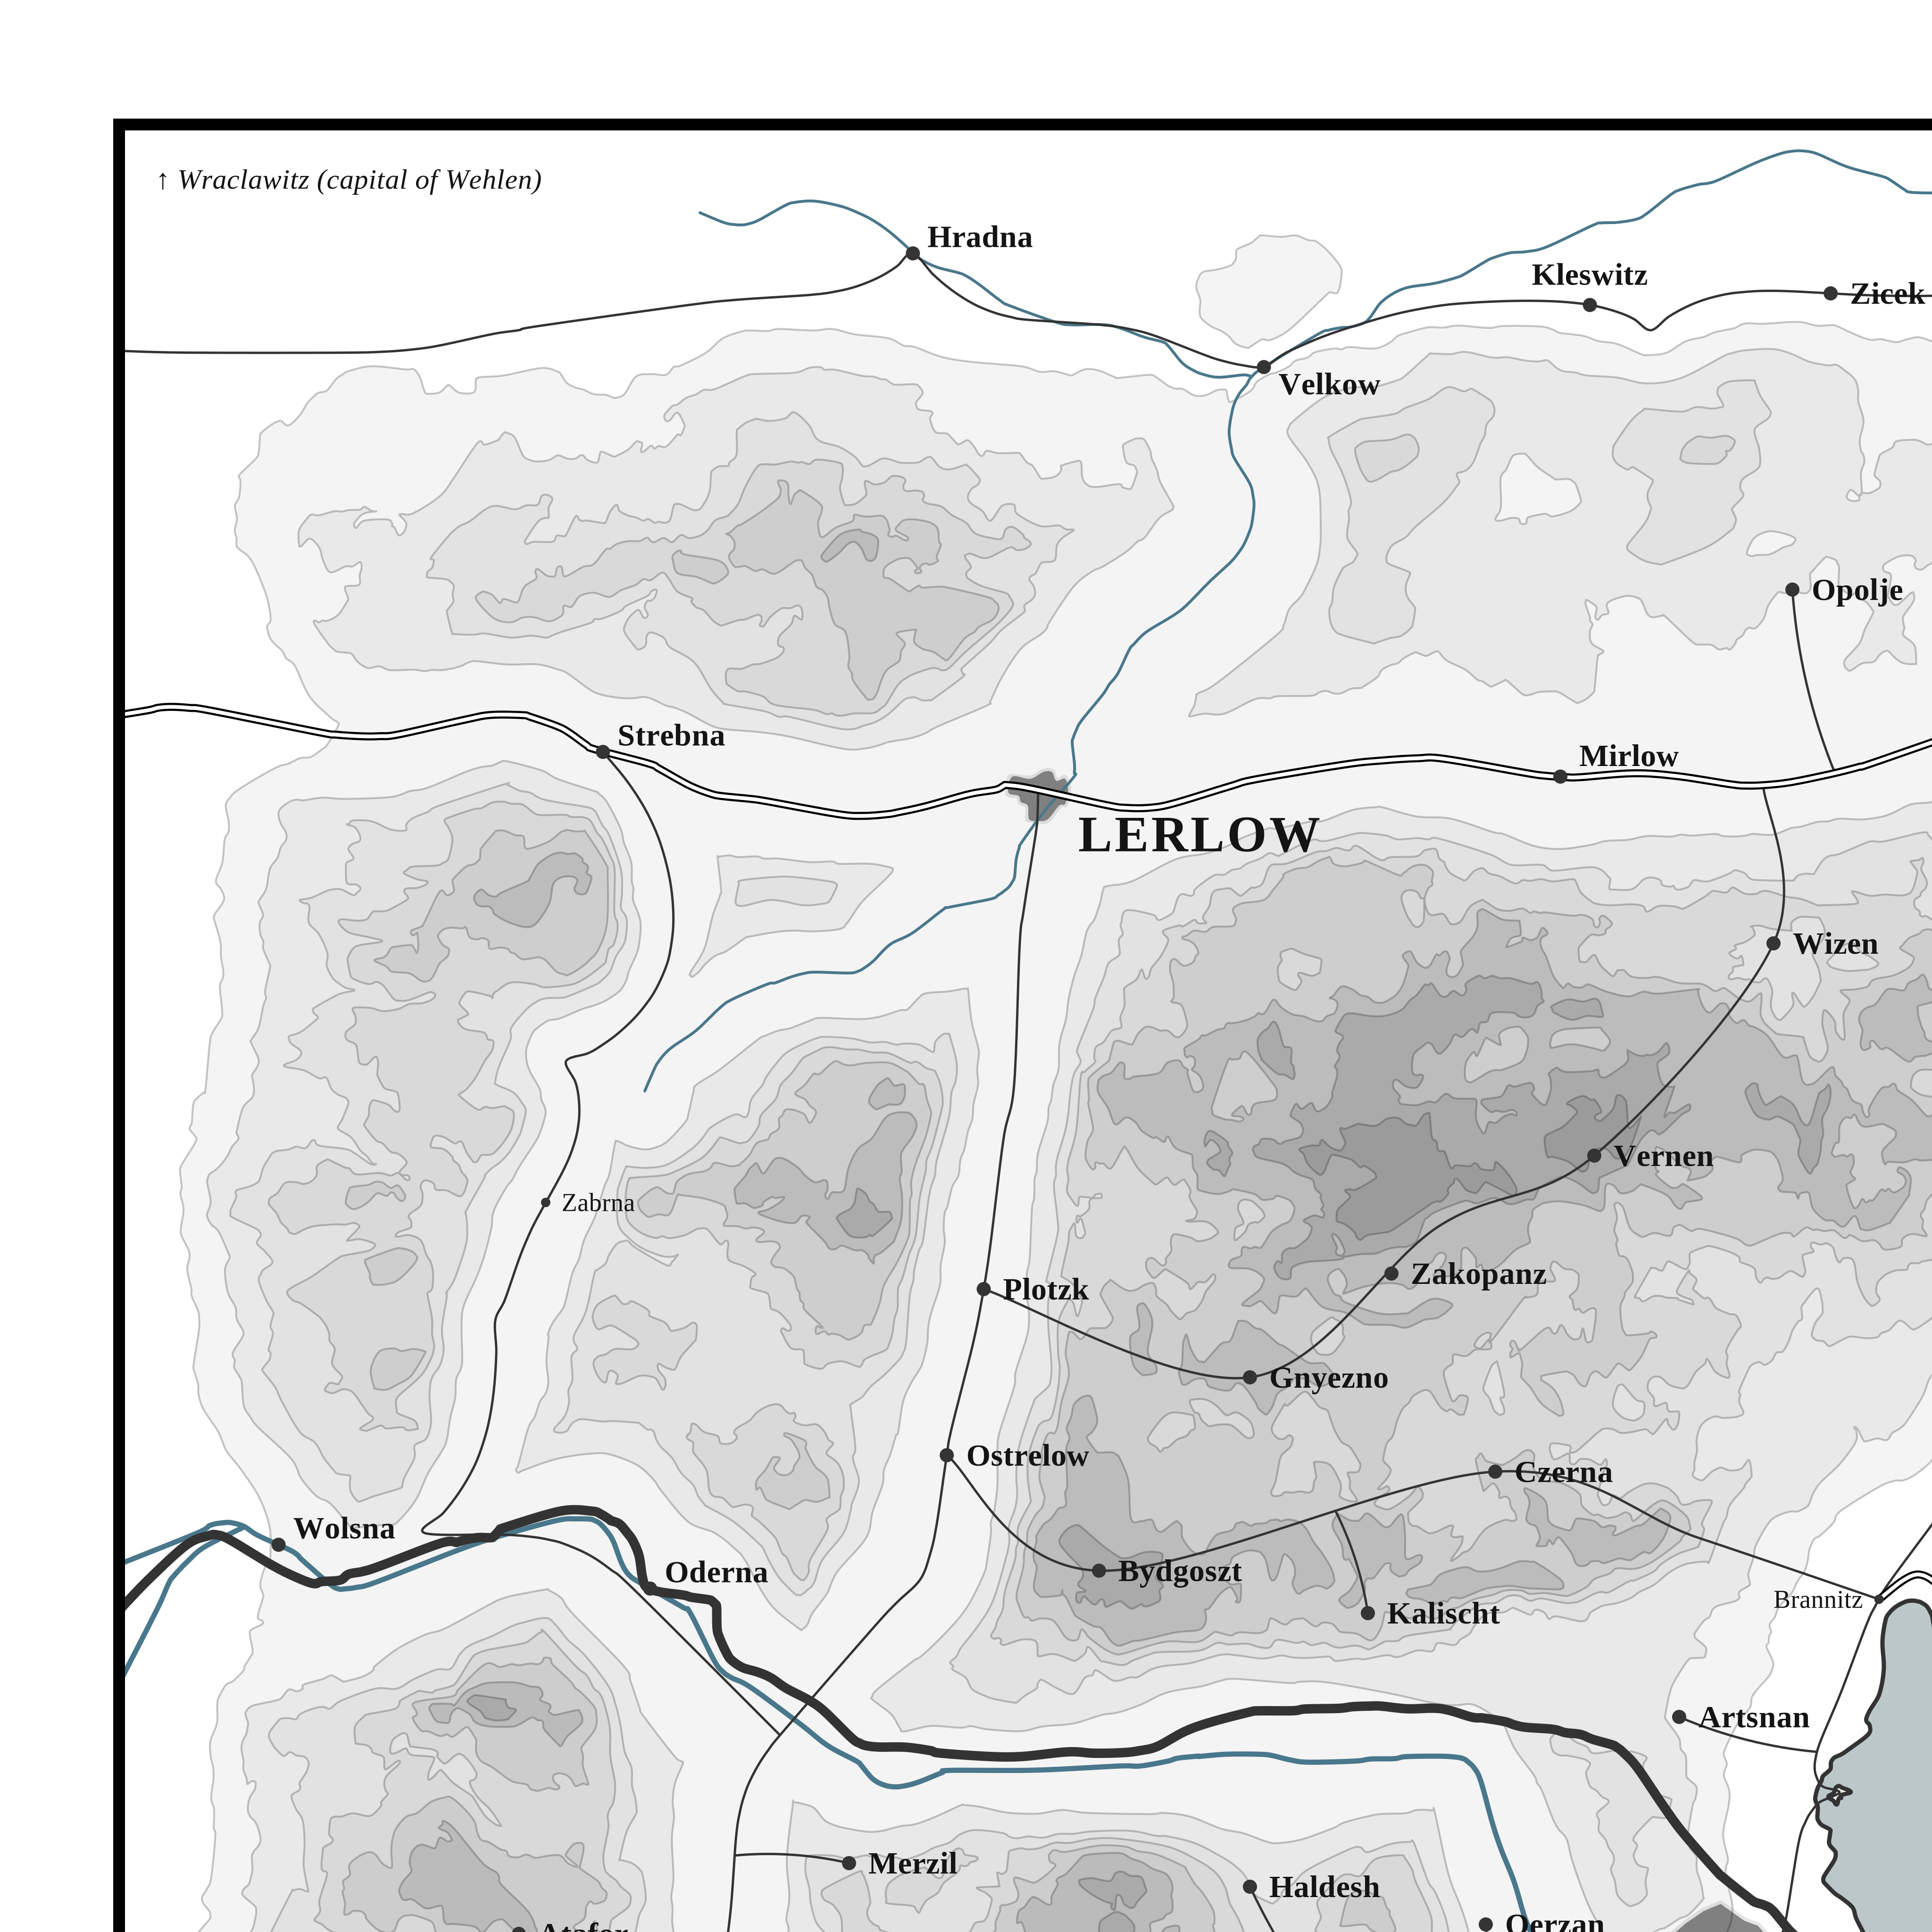 ↑ Wraclawitz (capital of Wehlen)
Hradna
Kleswitz
Zicek
Velkow
Opolje
Strebna
Mirlow
LERLOW
Wizen
Vernen
Zabrna
Zakopanz
Plotzk
Gnyezno
Ostrelow
Czerna
Wolsna
Oderna
Bydgoszt
Brannitz
Kalischt
Artsnan
Merzil
Haldesh
Oerzan